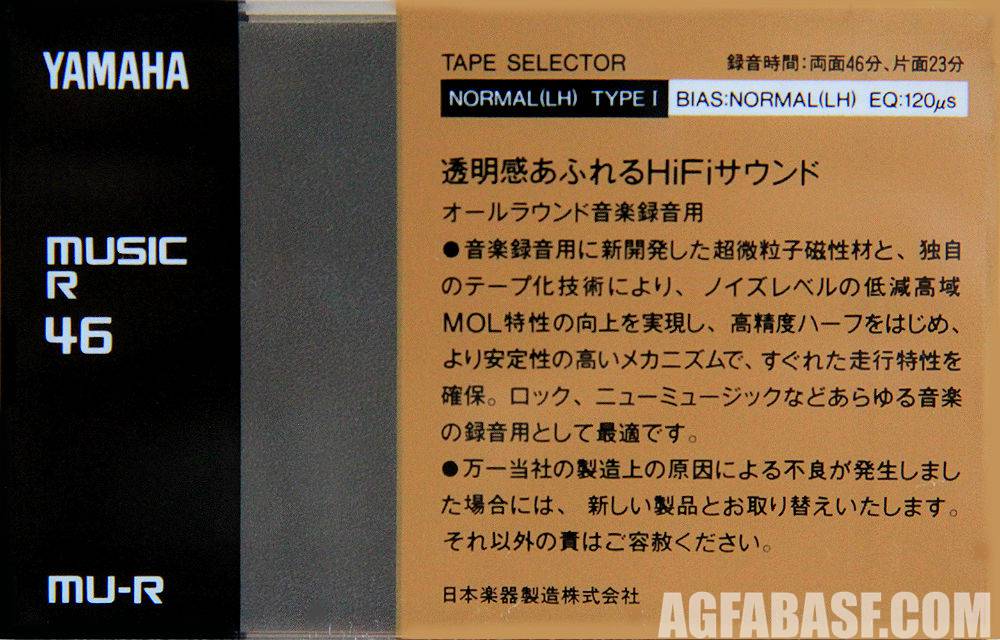 YAMAHA
MUSIC
R
46
MU-R
TAPE SELECTOR
録音時間:両面46分、片面23分
NORMAL(LH) TYPE I BIAS:NORMAL(LH) EQ:120μs
透明感あふれるHiFiサウンド
オールラウンド音楽録音用
●音楽録音用に新開発した超微粒子磁性材と、独自
のテープ化技術により、ノイズレベルの低減高域
MOL特性の向上を実現し、高精度ハーフをはじめ、
より安定性の高いメカニズムで、すぐれた走行特性を
確保。ロック、ニューミュージックなどあらゆる音楽
の録音用として最適です。
●万一当社の製造上の原因による不良が発生しまし
た場合には、新しい製品とお取り替えいたします。
それ以外の責はご容赦ください。
日本楽器製造株式会社
AGFABASF.COM